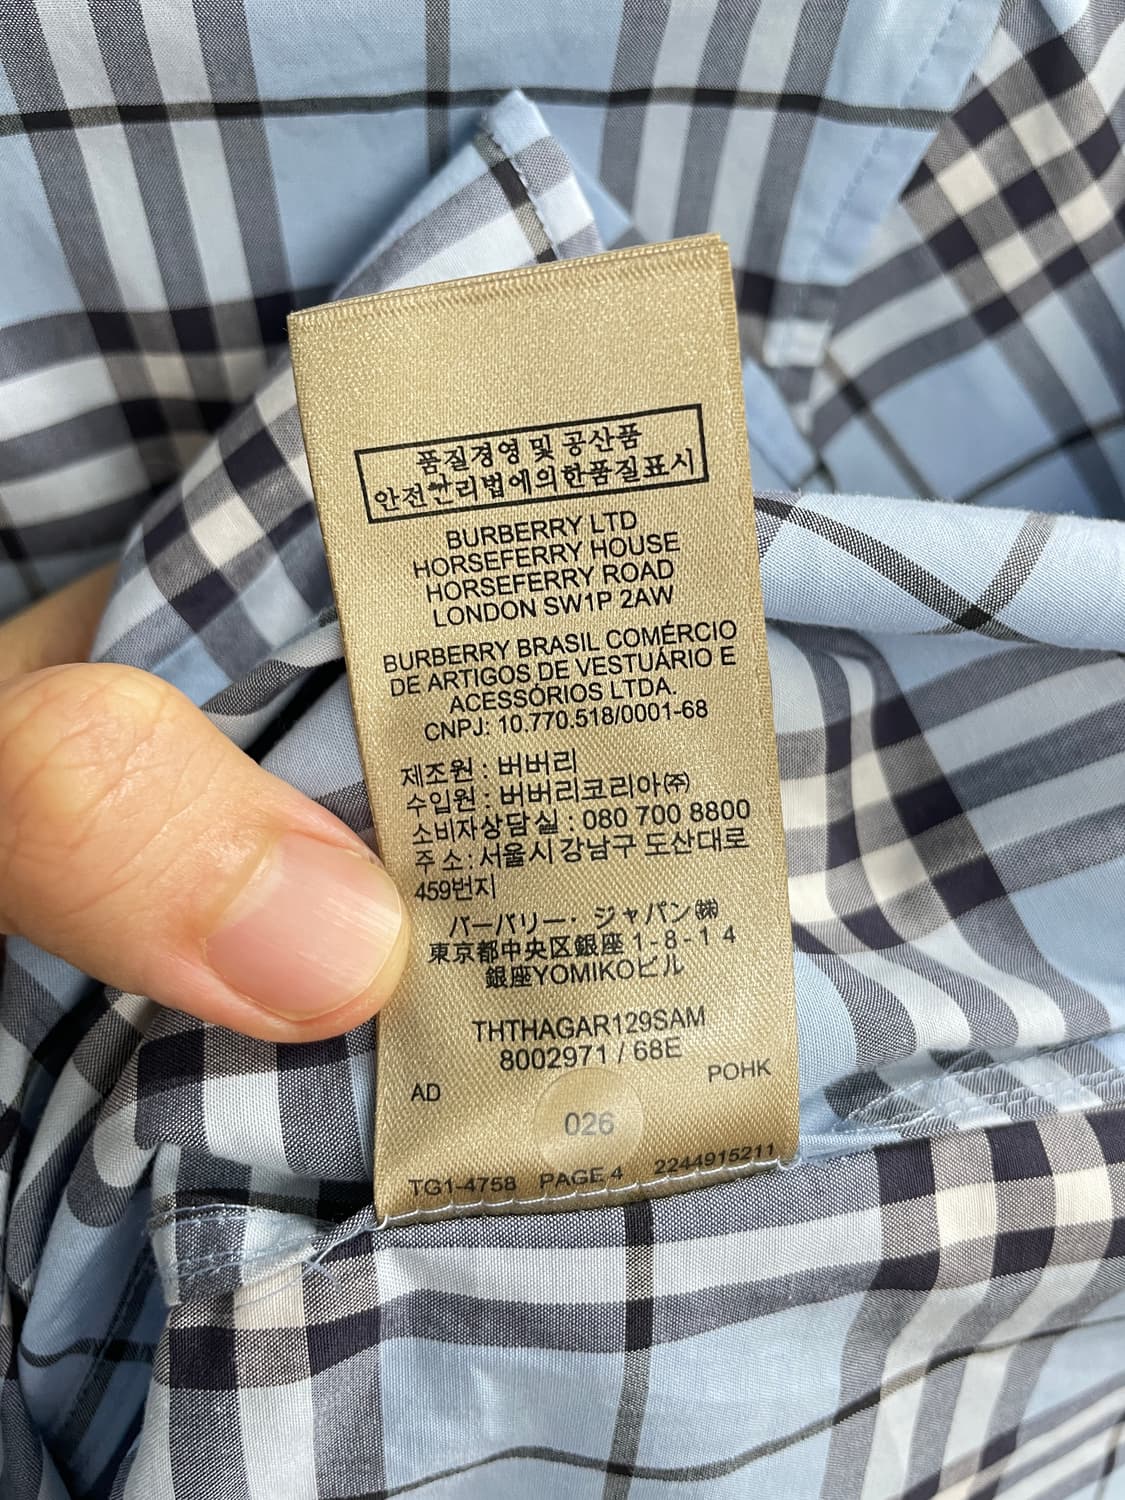 품질경영 및 공산품
안전관리법에의한품질표시
BURBERRY LTD
HORSEFERRY HOUSE
HORSEFERRY ROAD
LONDON SW1P 2AW
BURBERRY BRASIL COMÉRCIO
DE ARTIGOS DE VESTUÁRIO E
ACESSÓRIOS LTDA.
CNPJ: 10.770.518/0001-68
제조원 : 버버리
수입원 : 버버리코리아㈜
소비자상담실 : 080 700 8800
주 소 : 서울시 강남구 도산대로
459번지
バーバリー・ジャパン㈱
東京都中央区銀座 1-8-1 4
銀座YOMIKOビル
THTHAGAR129SAM
8002971 / 68E
AD POHK
026
TG1-4758 PAGE 4 2244915211